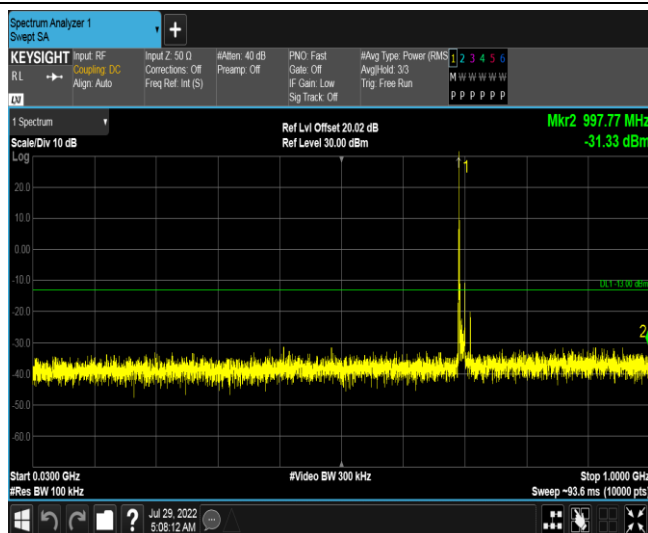 Spectrum Analyzer 1
Swept SA
+
KEYSIGHT
RL
LXI
Input: RF
Coupling: DC
Align: Auto
Input Z: 50 Ω
Corrections: Off
Freq Ref: Int (S)
#Atten: 40 dB
Preamp: Off
PNO: Fast
Gate: Off
IF Gain: Low
Sig Track: Off
#Avg Type: Power (RMS
Avg|Hold: 3/3
Trig: Free Run
1 2 3 4 5 6
M W W W W W
P P P P P P
1 Spectrum
Scale/Div 10 dB
Log
Ref Lvl Offset 20.02 dB
Ref Level 30.00 dBm
Mkr2 997.77 MHz
-31.33 dBm
1
20.0
10.0
0.00
-10.0
DL1 -13.00 dBm
-20.0
2
-30.0
-40.0
-50.0
-60.0
Start 0.0300 GHz
#Res BW 100 kHz
#Video BW 300 kHz
Stop 1.0000 GHz
Sweep ~93.6 ms (10000 pts)
?
Jul 29, 2022
5:08:12 AM